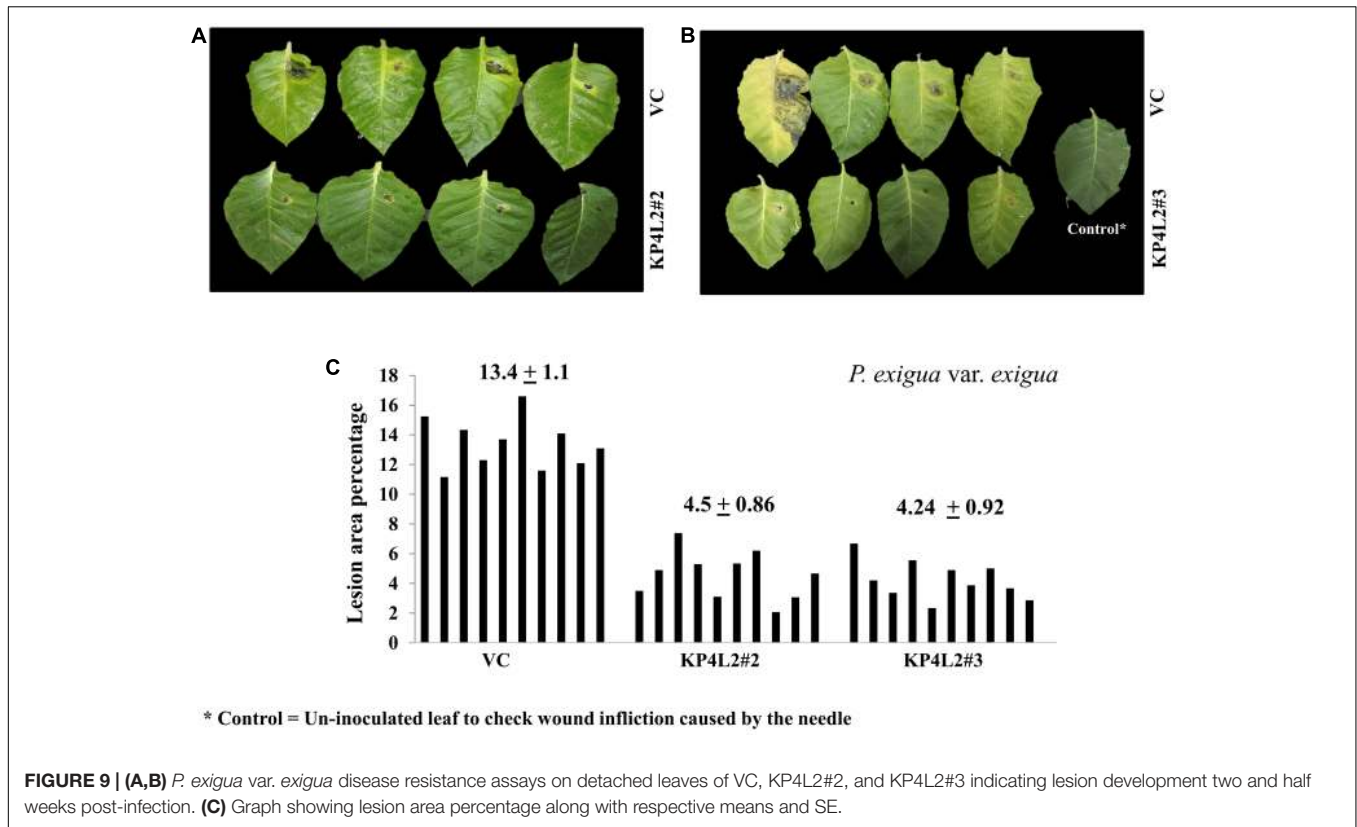 A
VC
KP4L2#2
B
VC
KP4L2#3
Control*
C
P. exigua var. exigua
Lesion area percentage
18
16
14
12
10
8
6
4
2
0
13.4 ± 1.1
4.5 ± 0.86
4.24 ± 0.92
VC
KP4L2#2
KP4L2#3
* Control = Un-inoculated leaf to check wound infliction caused by the needle
FIGURE 9 | (A,B) P. exigua var. exigua disease resistance assays on detached leaves of VC, KP4L2#2, and KP4L2#3 indicating lesion development two and half
weeks post-infection. (C) Graph showing lesion area percentage along with respective means and SE.